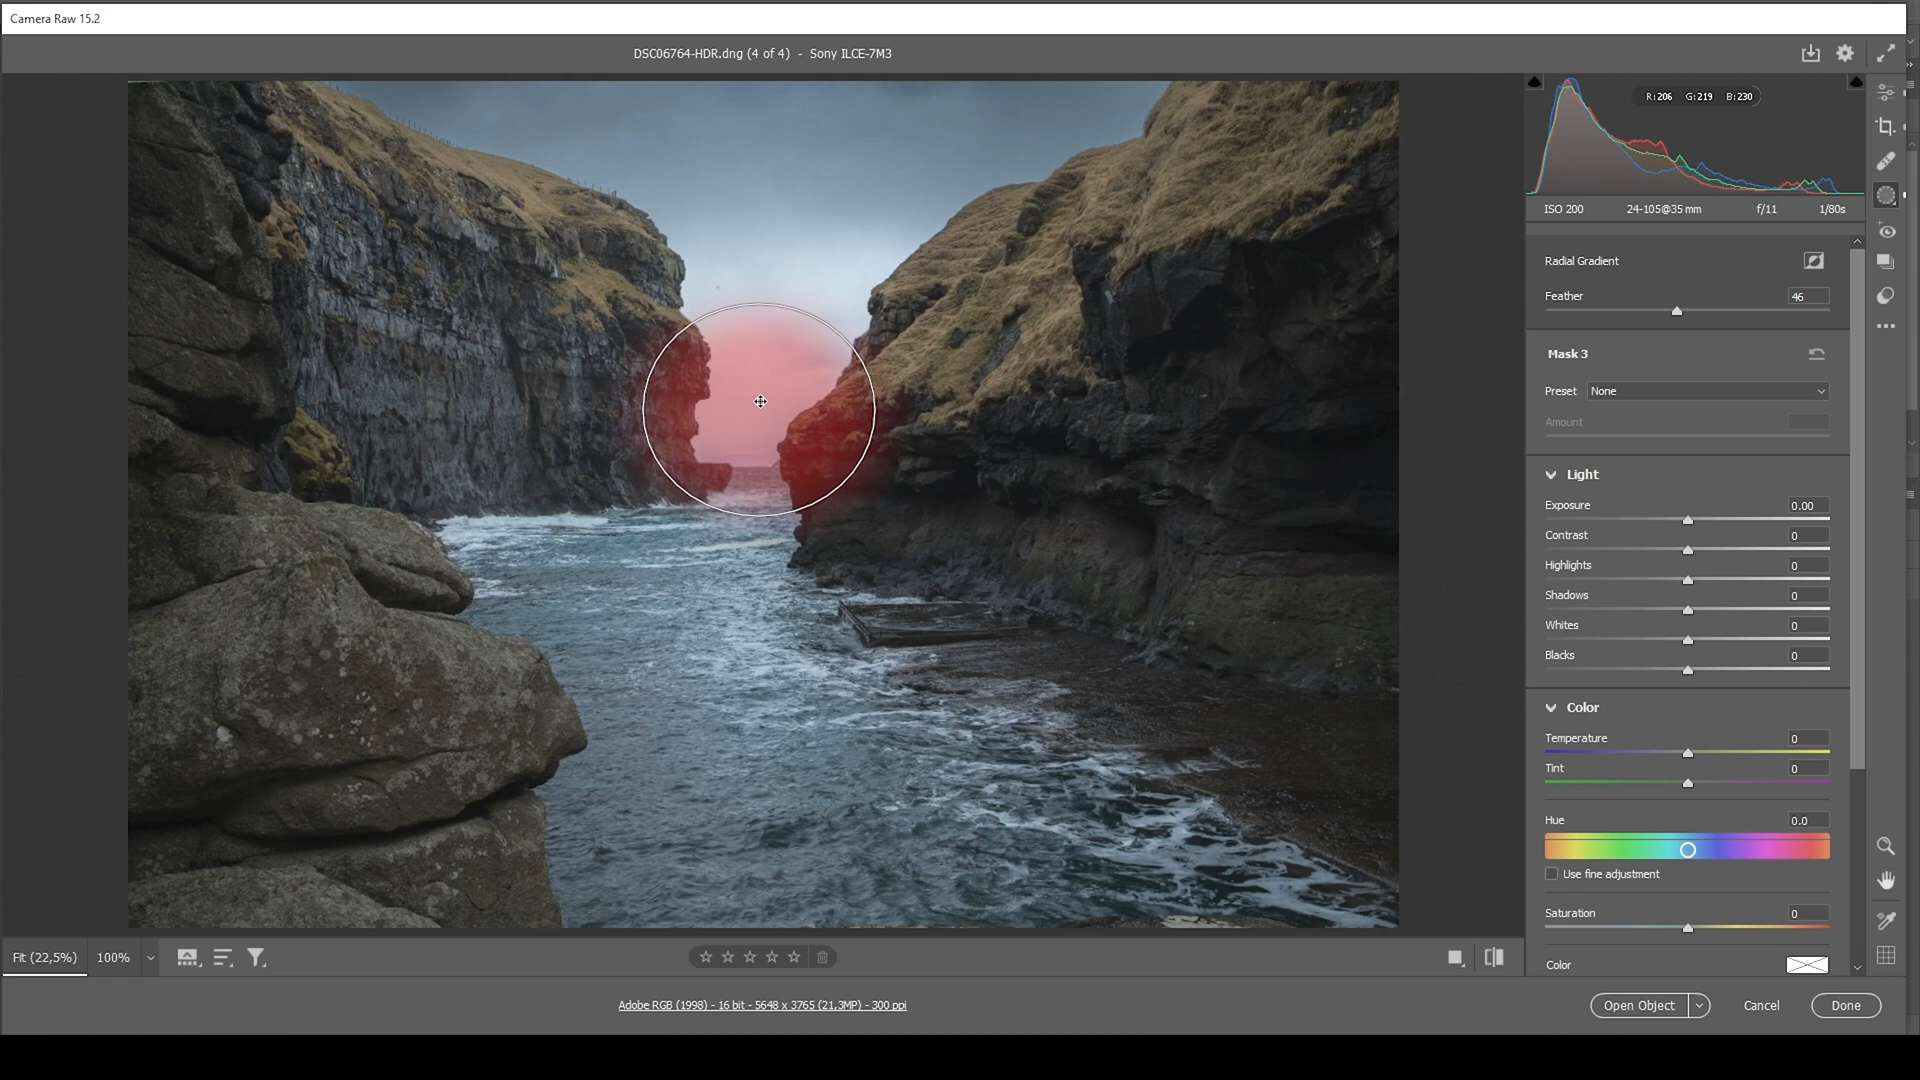 Camera Raw 15.2
DSC06764-HDR.dng (4 of 4) - Sony ILCE-7M3
R:206 G:219 B:230
ISO 200 24-105@35 mm f/11 1/80s
Radial Gradient
Feather 46
Mask 3
Preset None
Amount
Light
Exposure 0.00
Contrast 0
Highlights 0
Shadows 0
Whites 0
Blacks 0
Color
Temperature 0
Tint 0
Hue 0.0
Use fine adjustment
Saturation 0
Color
Fit (22,5%) 100%
Adobe RGB (1998) - 16 bit - 5648 x 3765 (21,3MP) - 300 ppi
Open Object Cancel Done